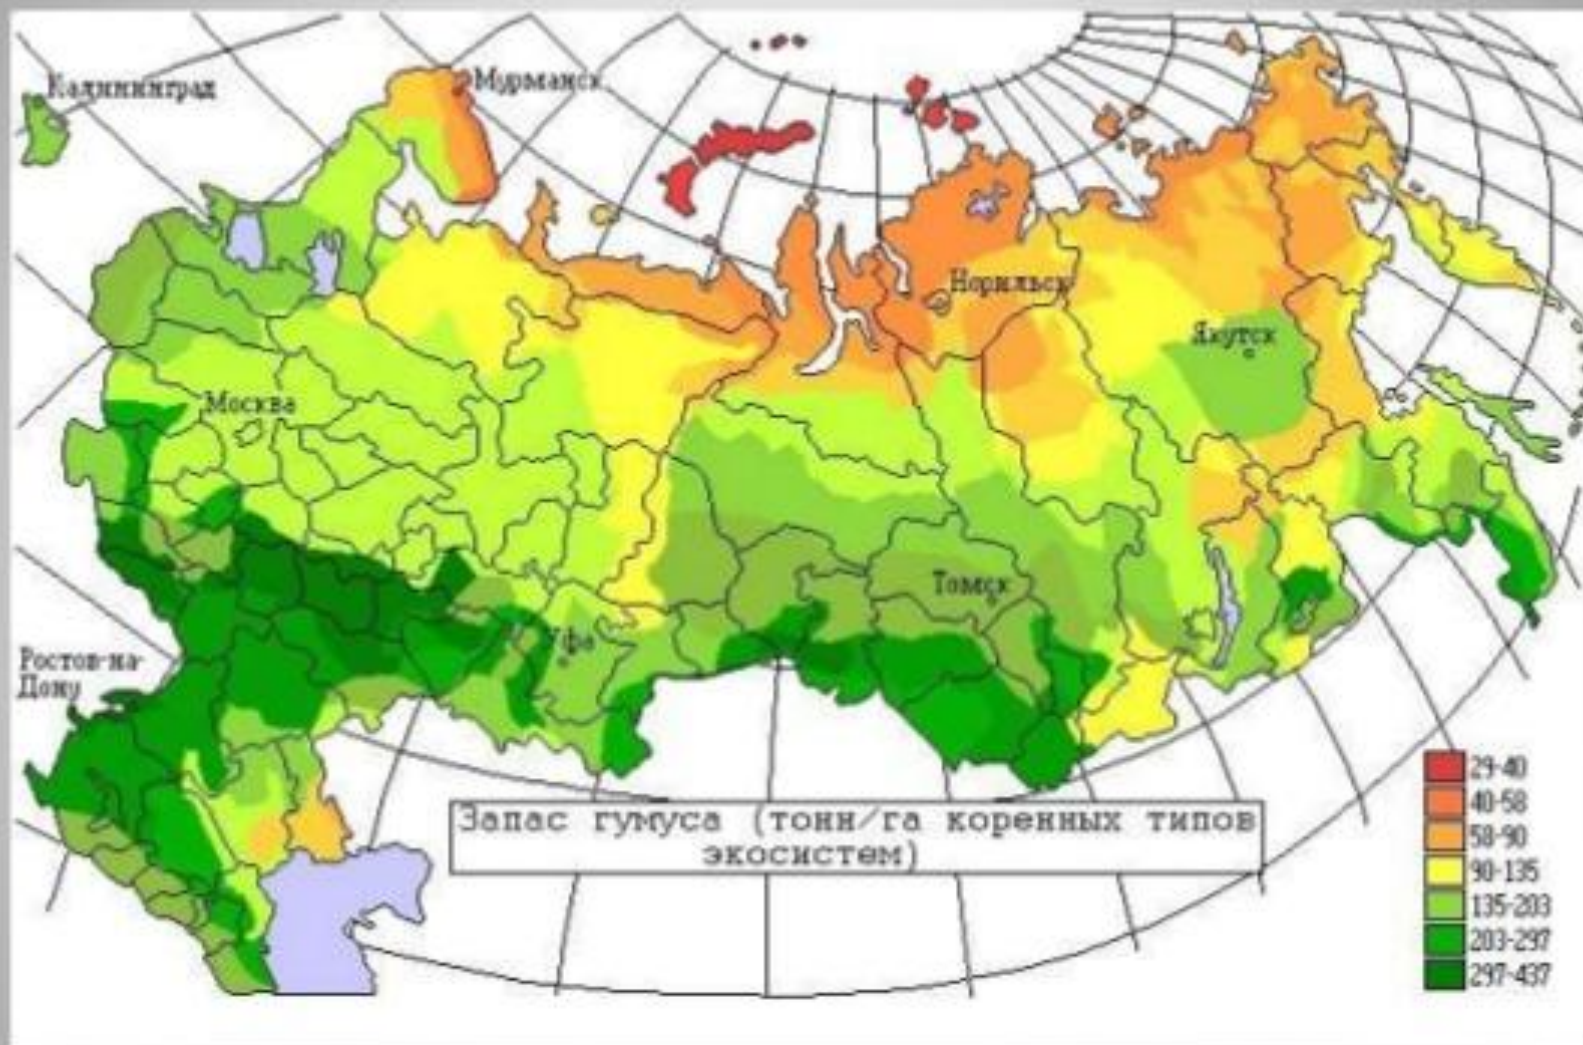 Калининград
Мурманск
Норильск
Якутск
Москва
Томск
Уфа
Ростов-на-
Дону
Запас гумуса (тонн/га коренных типов
экосистем)
29-40
40-58
58-90
90-135
135-203
203-297
297-437